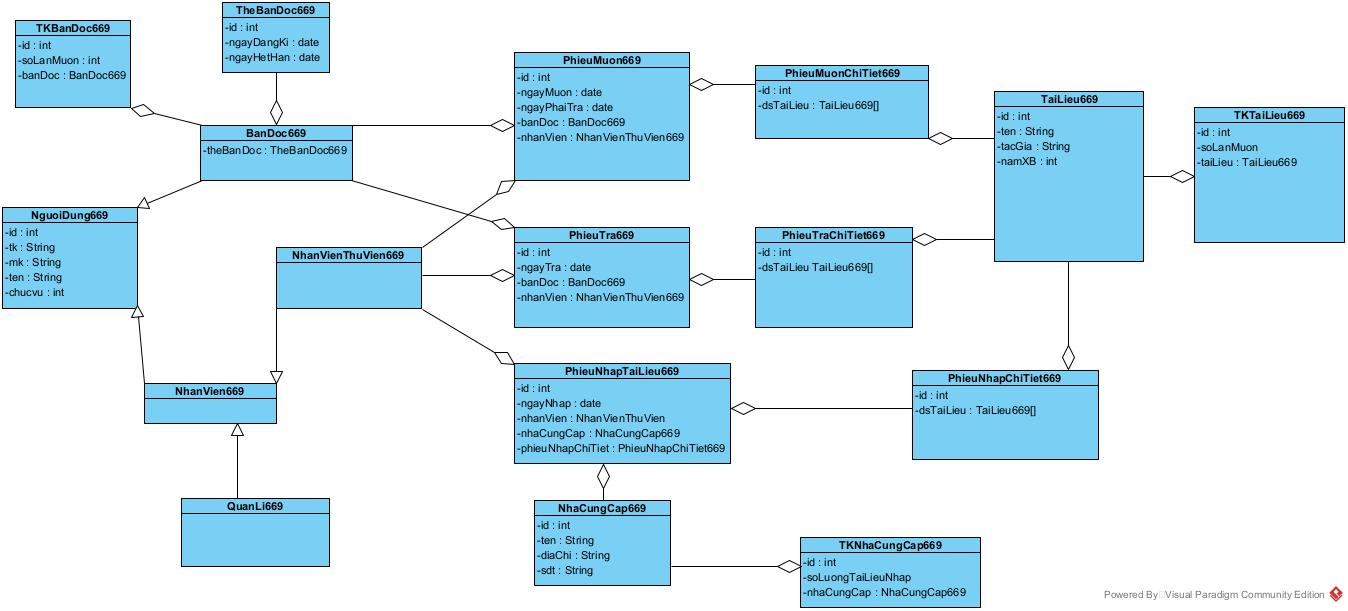 TKBanDoc669
-id : int
-soLanMuon : int
-banDoc : BanDoc669
TheBanDoc669
-id : int
-ngayDangKi : date
-ngayHetHan : date
BanDoc669
-theBanDoc : TheBanDoc669
NguoiDung669
-id : int
-tk : String
-mk : String
-ten : String
-chucvu : int
NhanVienThuVien669
NhanVien669
QuanLi669
PhieuMuon669
-id : int
-ngayMuon : date
-ngayPhaiTra : date
-banDoc : BanDoc669
-nhanVien : NhanVienThuVien669
PhieuMuonChiTiet669
-id : int
-dsTaiLieu : TaiLieu669[]
TaiLieu669
-id : int
-ten : String
-tacGia : String
-namXB : int
TKTaiLieu669
-id : int
-soLanMuon
-taiLieu : TaiLieu669
PhieuTra669
-id : int
-ngayTra : date
-banDoc : BanDoc669
-nhanVien : NhanVienThuVien669
PhieuTraChiTiet669
-id : int
-dsTaiLieu TaiLieu669[]
PhieuNhapTaiLieu669
-id : int
-ngayNhap : date
-nhanVien : NhanVienThuVien
-nhaCungCap : NhaCungCap669
-phieuNhapChiTiet : PhieuNhapChiTiet669
PhieuNhapChiTiet669
-id : int
-dsTaiLieu : TaiLieu669[]
NhaCungCap669
-id : int
-ten : String
-diaChi : String
-sdt : String
TKNhaCungCap669
-id : int
-soLuongTaiLieuNhap
-nhaCungCap : NhaCungCap669
Powered By Visual Paradigm Community Edition